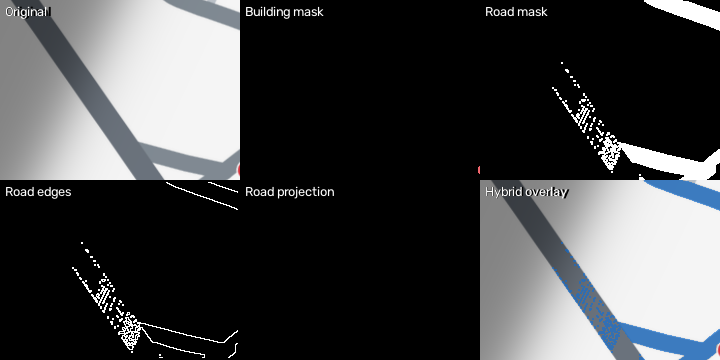 Original
Building mask
Road mask
Road edges
Road projection
Hybrid overlay